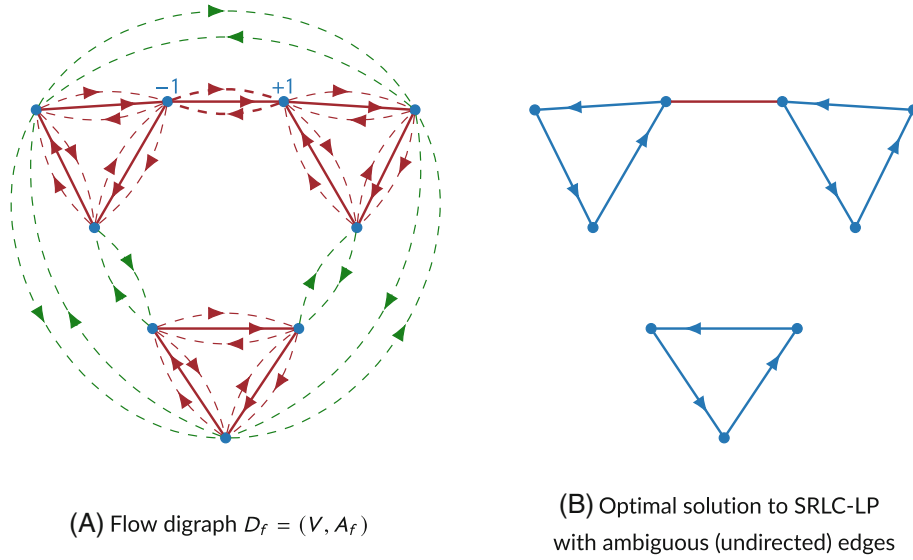 −1 +1
(A) Flow digraph D_f = (V, A_f)
(B) Optimal solution to SRLC-LP
with ambiguous (undirected) edges